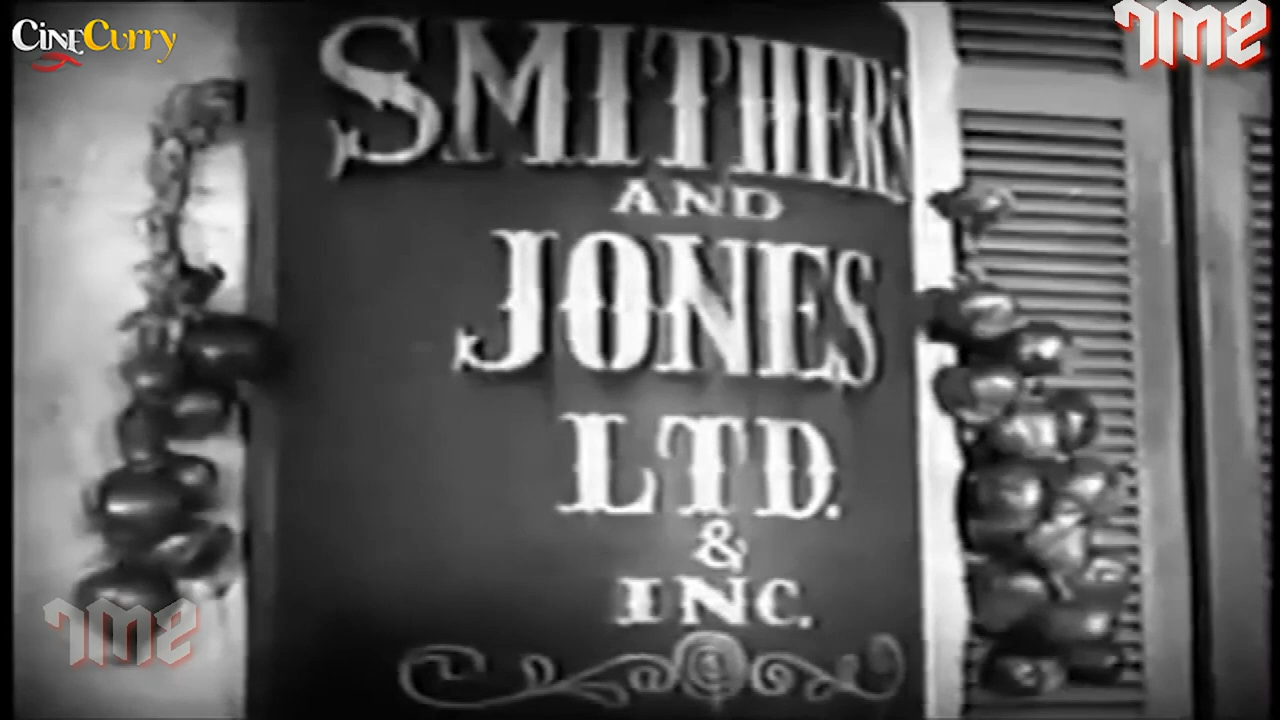 CINECURRY
SMITHERS
AND
JONES
LTD.
&
INC.